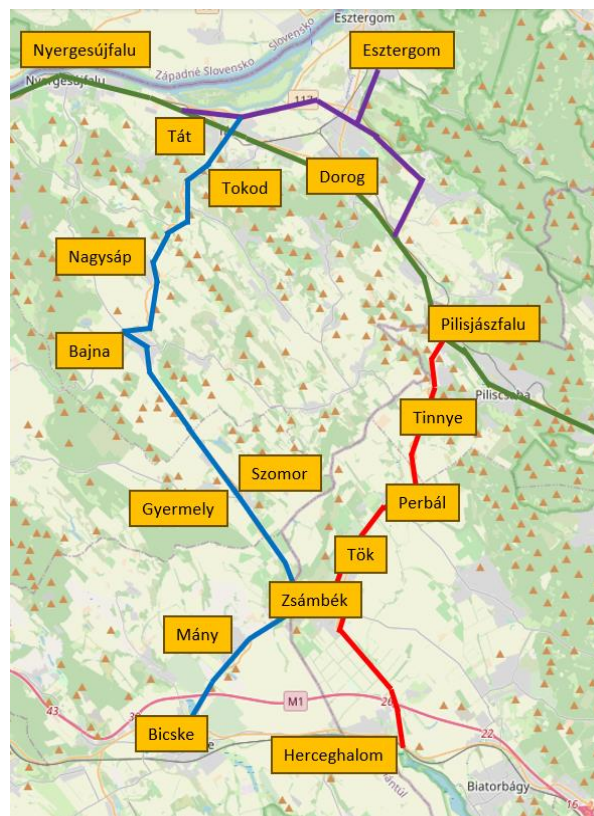 Esztergom
Nyergesújfalu
Esztergom
Západné Slovensko
Slovensko
Nyergesújfalu
117
Tát
Dorog
Tokod
Nagysáp
Pilisjászfalu
Bajna
Piliscsaba
Tinnye
Szomor
Perbál
Gyermely
Tök
Zsámbék
Mány
M1
43
26
22
Bicske
Herceghalom
Biatorbágy
16